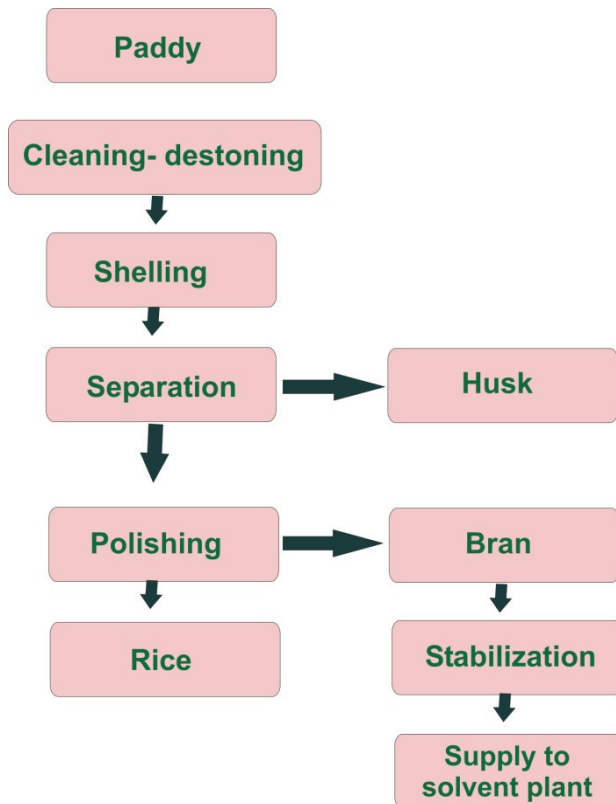 Paddy
Cleaning- destoning
Shelling
Separation
Husk
Polishing
Bran
Rice
Stabilization
Supply to
solvent plant